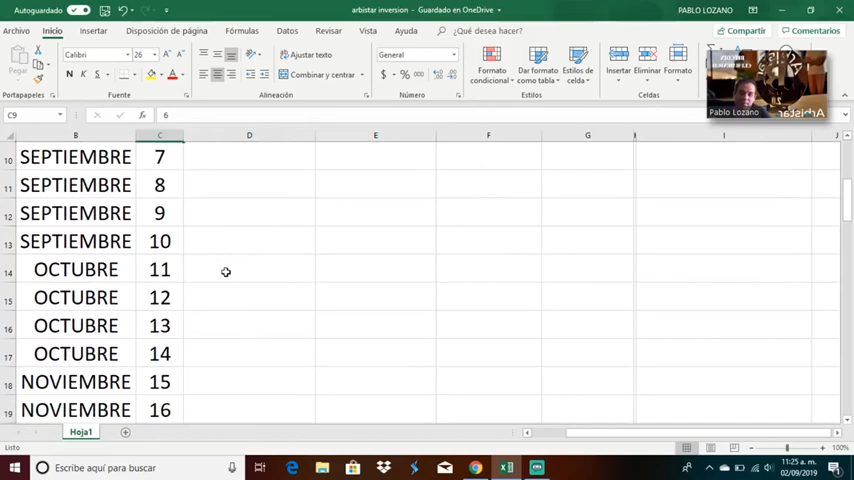 Autoguardado
arbistar inversion - Guardado en OneDrive
PABLO LOZANO
Archivo Inicio Insertar Disposición de página Fórmulas Datos Revisar Vista Ayuda ¿Qué desea hacer? Compartir Comentarios
Pegar
Calibri 26
N K S
Ajustar texto
Combinar y centrar
General
$ % 000
Formato condicional
Dar formato como tabla
Estilos de celda
Insertar Eliminar Formato
Portapapeles Fuente Alineación Número Estilos Celdas
Pablo Lozano
Arbistar
C9 fx 6
B C D E F G I J
10 SEPTIEMBRE 7
11 SEPTIEMBRE 8
12 SEPTIEMBRE 9
13 SEPTIEMBRE 10
14 OCTUBRE 11
15 OCTUBRE 12
16 OCTUBRE 13
17 OCTUBRE 14
18 NOVIEMBRE 15
19 NOVIEMBRE 16
Hoja1
Listo
100%
Escribe aquí para buscar
11:25 a. m.
02/09/2019